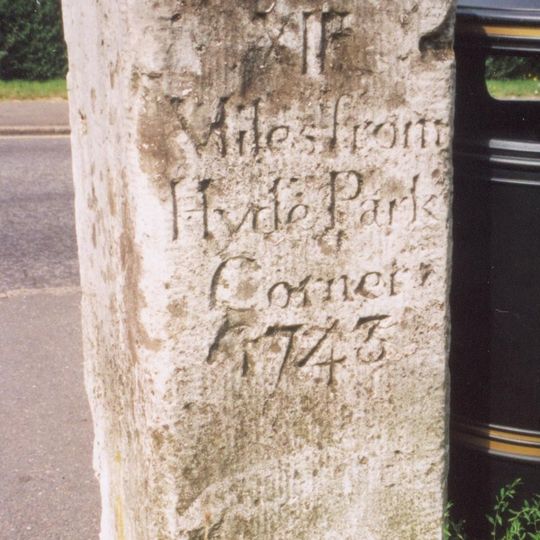 XII
Miles from
Hyde Park
Corner
1743